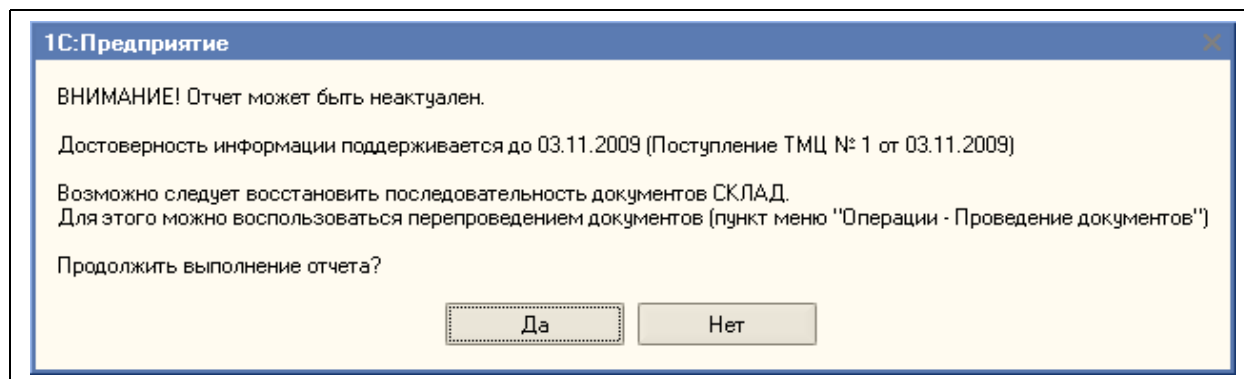 1С:Предприятие
ВНИМАНИЕ! Отчет может быть неактуален.
Достоверность информации поддерживается до 03.11.2009 (Поступление ТМЦ № 1 от 03.11.2009)
Возможно следует восстановить последовательность документов СКЛАД.
Для этого можно воспользоваться перепроведением документов (пункт меню "Операции - Проведение документов")
Продолжить выполнение отчета?
Да
Нет